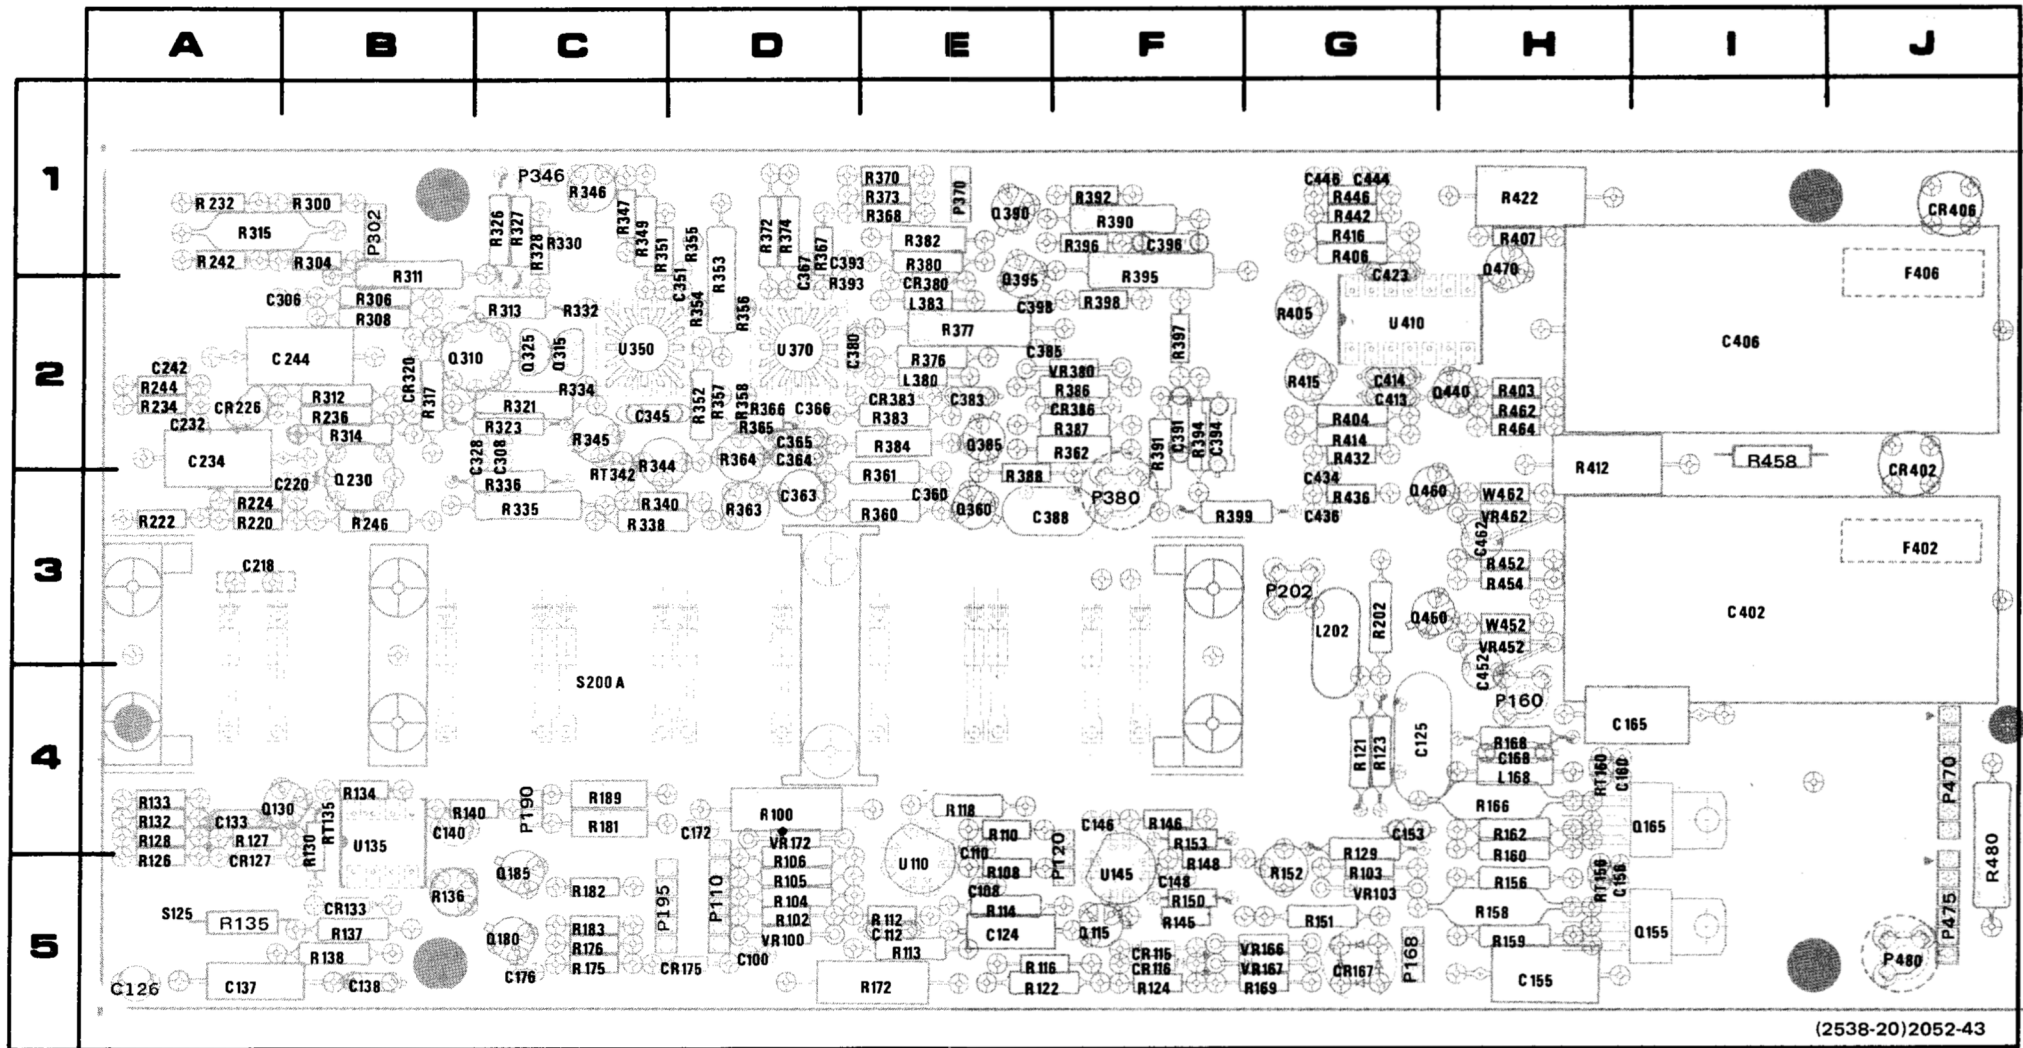 A B C D E F G H I J
1
P346 R346 R370 P370 C446 C444
R373 R392 R446 R422
R232 R300 R326 R327 R347 R368 Q390 R390 R442 CR406
R315 P302 R328 R330 R349 R351 R355 R372 R374 R367 R382 R396 C398 R416 R407
R242 R304 R353 C367 C393 R380 R406
R311 C351 R393 CR380 Q395 R395 C423 Q470 F406
C306 R306 R313 R332 R354 R356 L383 C398 R398 R405
R308 R377 R397 U410
2
C244 CR320 Q310 Q325 Q315 U350 U370 C380 R376 C385 C406
C242 L380 VR380 R415 C414
R244 R312 R317 R334 R352 R357 R358 CR383 C383 R386 C413 Q440 R403
R234 CR226 R236 R321 C345 R366 C366 R383 CR386 R404 R462
C232 R314 R323 R345 R365 C365 R384 Q385 R387 R391 C391 R394 C394 R414 R464
C234 C328 C308 R344 R364 C364 R362 R432 R412 R458 CR402
C220 Q230 R336 RT342 R361 R388 C434
R224 R335 R340 R363 C363 C360 P380 R436 Q460 W462
R222 R220 R246 R338 R360 Q360 C388 R399 C436 VR462
3
C462 F402
C218 R452
P202 R454
L202 R202 Q450 W452 C402
VR452
C452
S200A P160
C165
4
R121 R123 C125 R168
C168
L168 RT160 C160
R133 Q130 RT135 R134 R140 P190 R189 R100 R118 R166 P470
R132 C133 C140 R181 C172 R110 C146 R146 C153 R162 Q165
R128 R127 R130 U135 VR172 C110 P120 R153 R129 R160
R126 CR127 Q185 R106 U110 R108 U145 R148 R152 R103 RT156 C158 R480
R136 R182 P195 P110 R105 C108 C148 VR103 R156
S125 CR133 R104 R114 R150 R158
R135 R137 Q180 R183 R102 R112 R145 R151 P475
5
R138 R176 VR100 C112 C124 Q115 VR166 R159 Q155
C176 R175 CR175 C100 R113 CR115 VR167 CR167 P168 P480
C126 C137 C138 R172 R116 CR116 R169 C155
R122 R124
(2538-20)2052-43